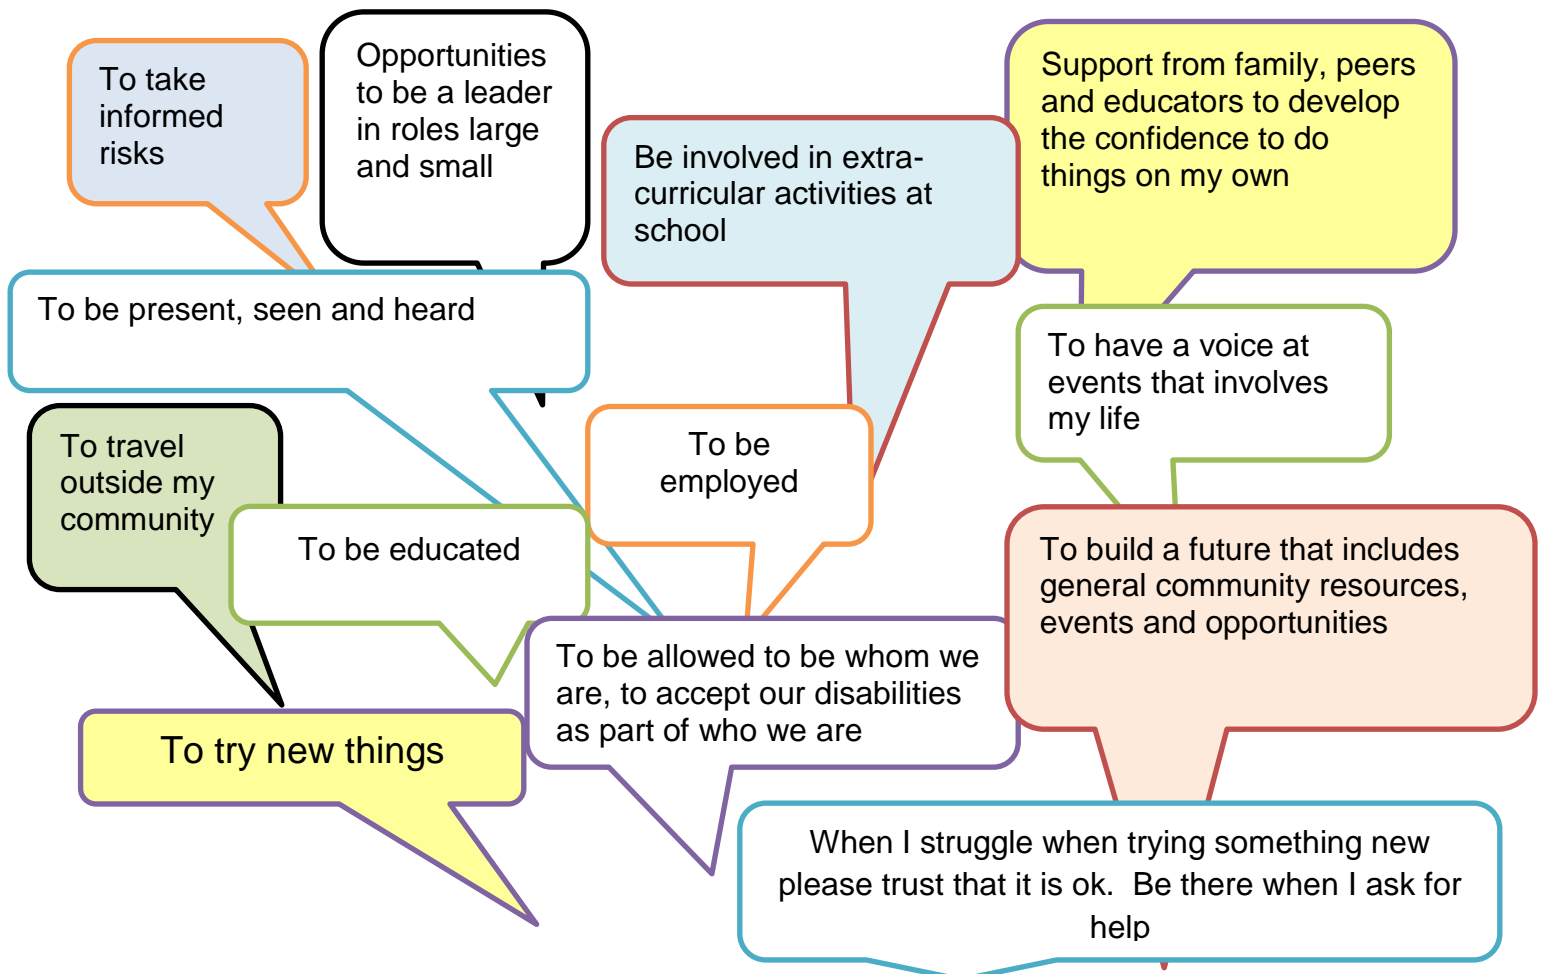 To take
informed
risks
Opportunities
to be a leader
in roles large
and small
Be involved in extra-
curricular activities at
school
Support from family, peers
and educators to develop
the confidence to do
things on my own
To be present, seen and heard
To have a voice at
events that involves
my life
To travel
outside my
community
To be
employed
To be educated
To build a future that includes
general community resources,
events and opportunities
To be allowed to be whom we
are, to accept our disabilities
as part of who we are
To try new things
When I struggle when trying something new
please trust that it is ok.  Be there when I ask for
help